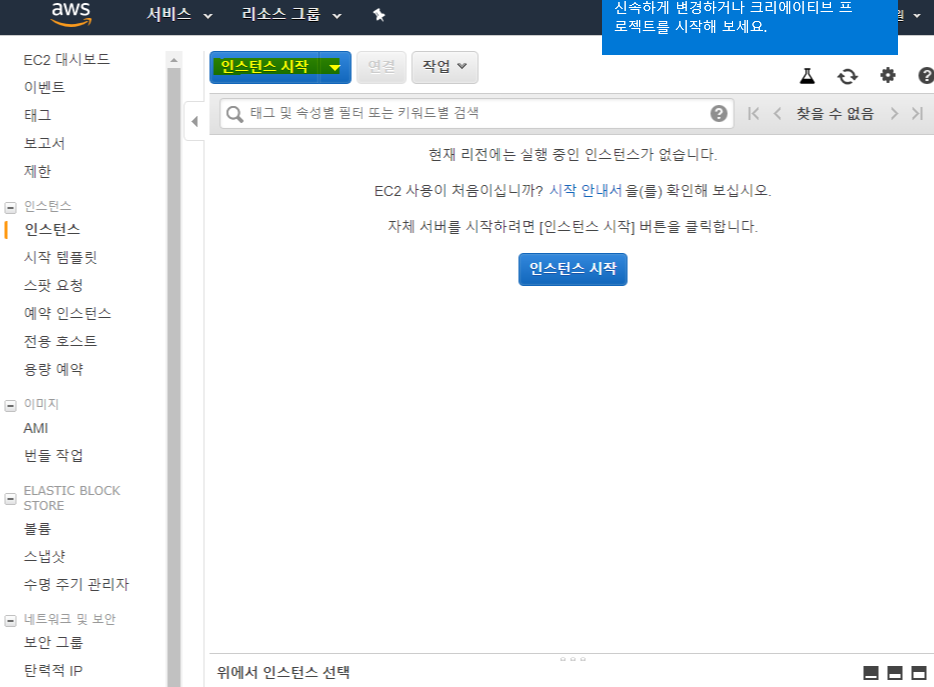 aws
서비스
리소스 그룹
신속하게 변경하거나 크리에이티브 프
로젝트를 시작해 보세요.
EC2 대시보드
이벤트
태그
보고서
제한
인스턴스
인스턴스
시작 템플릿
스팟 요청
예약 인스턴스
전용 호스트
용량 예약
이미지
AMI
번들 작업
ELASTIC BLOCK
STORE
볼륨
스냅샷
수명 주기 관리자
네트워크 및 보안
보안 그룹
탄력적 IP
인스턴스 시작
연결
작업
태그 및 속성별 필터 또는 키워드별 검색
찾을 수 없음
현재 리전에는 실행 중인 인스턴스가 없습니다.
EC2 사용이 처음이십니까? 시작 안내서을(를) 확인해 보십시오.
자체 서버를 시작하려면 [인스턴스 시작] 버튼을 클릭합니다.
인스턴스 시작
위에서 인스턴스 선택